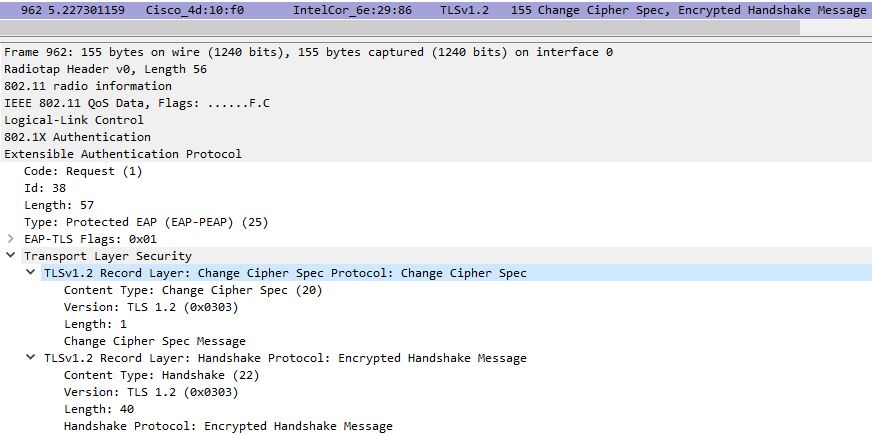 962 5.227301159 Cisco_4d:10:f0 IntelCor_6e:29:86 TLSv1.2 155 Change Cipher Spec, Encrypted Handshake Message
Frame 962: 155 bytes on wire (1240 bits), 155 bytes captured (1240 bits) on interface 0
Radiotap Header v0, Length 56
802.11 radio information
IEEE 802.11 QoS Data, Flags: ......F.C
Logical-Link Control
802.1X Authentication
Extensible Authentication Protocol
Code: Request (1)
Id: 38
Length: 57
Type: Protected EAP (EAP-PEAP) (25)
EAP-TLS Flags: 0x01
Transport Layer Security
TLSv1.2 Record Layer: Change Cipher Spec Protocol: Change Cipher Spec
Content Type: Change Cipher Spec (20)
Version: TLS 1.2 (0x0303)
Length: 1
Change Cipher Spec Message
TLSv1.2 Record Layer: Handshake Protocol: Encrypted Handshake Message
Content Type: Handshake (22)
Version: TLS 1.2 (0x0303)
Length: 40
Handshake Protocol: Encrypted Handshake Message